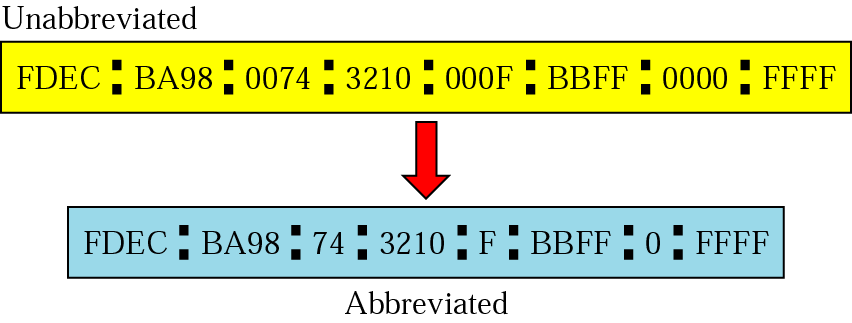 Unabbreviated
FDEC : BA98 : 0074 : 3210 : 000F : BBFF : 0000 : FFFF
FDEC : BA98 : 74 : 3210 : F : BBFF : 0 : FFFF
Abbreviated